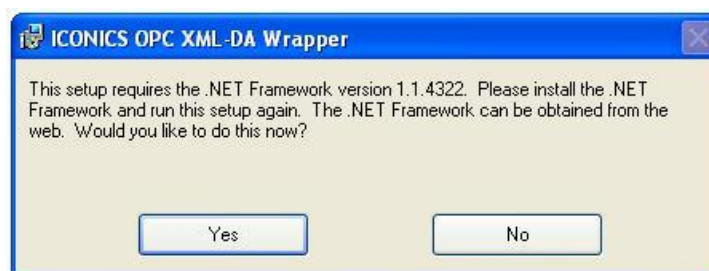 ICONICS OPC XML-DA Wrapper
This setup requires the .NET Framework version 1.1.4322. Please install the .NET
Framework and run this setup again. The .NET Framework can be obtained from the
web. Would you like to do this now?
Yes
No